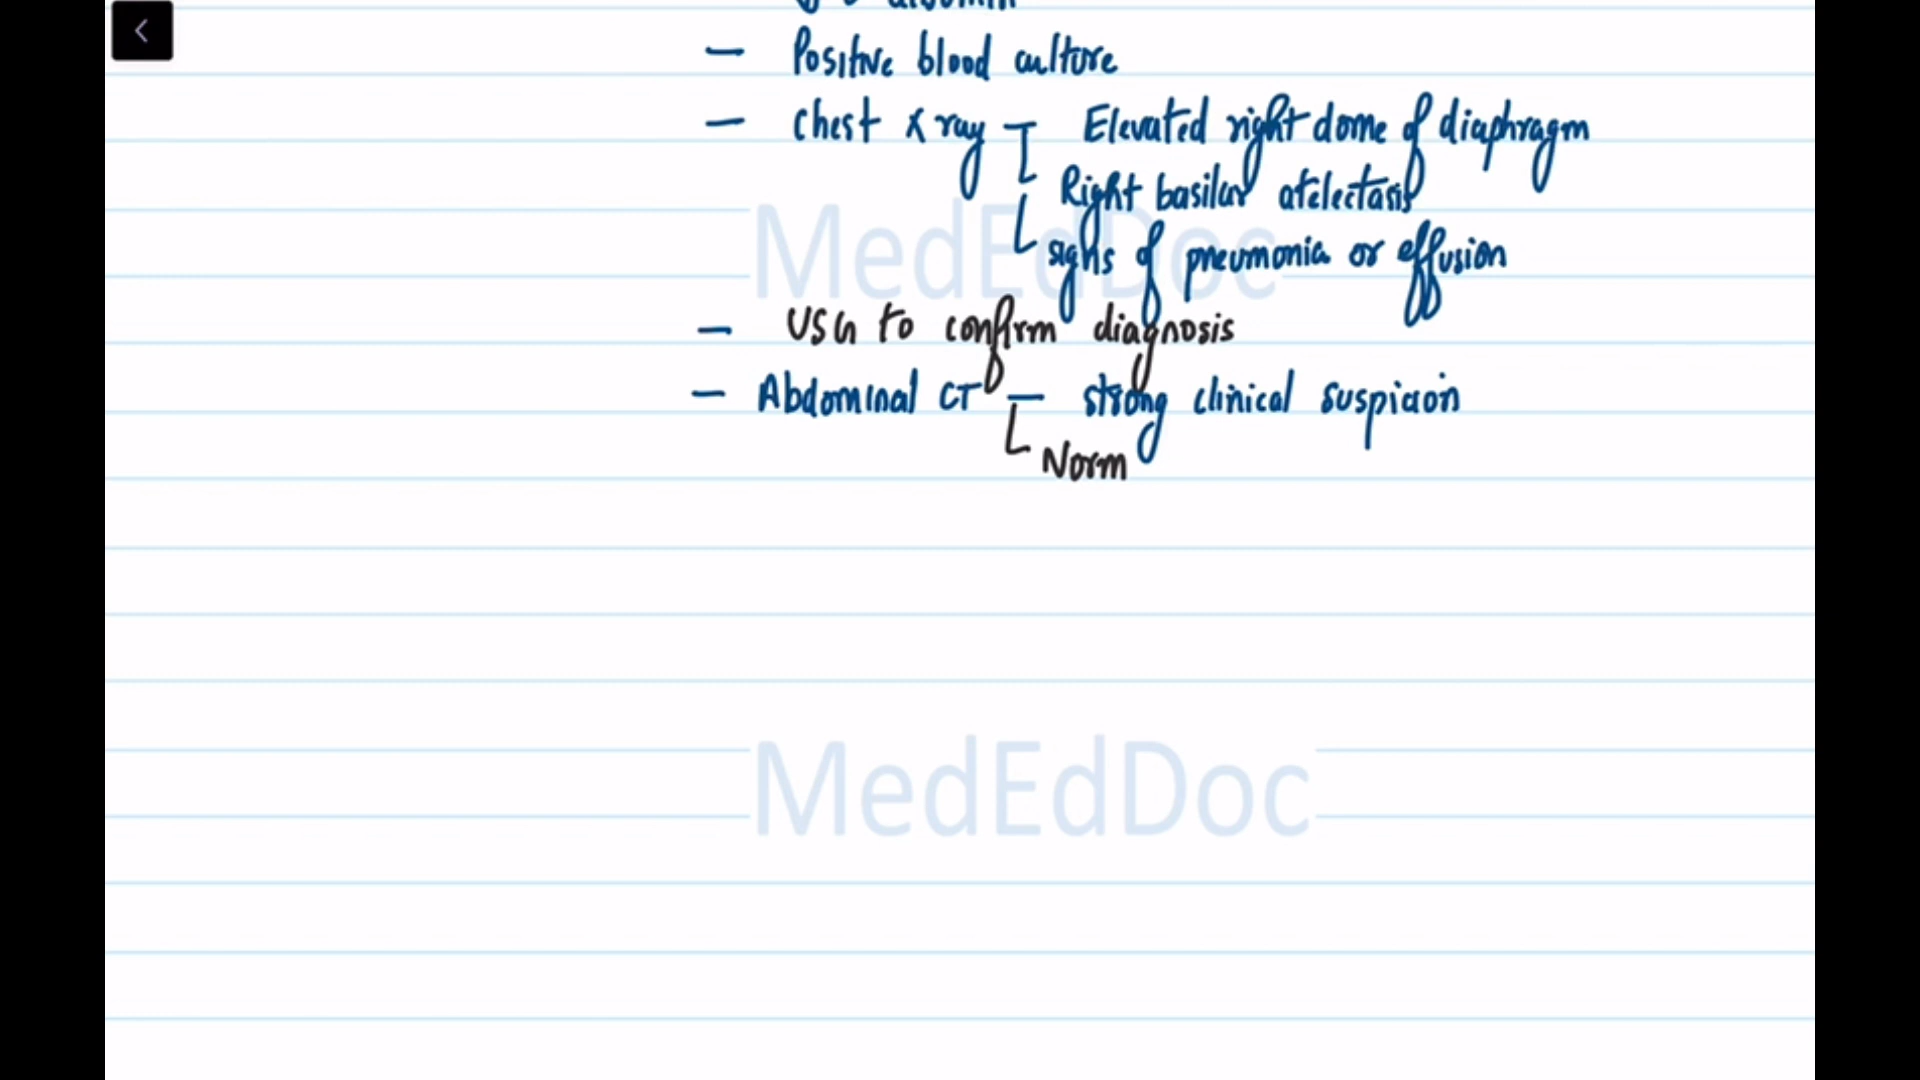 albumin
— Positive blood culture
— chest x ray — Elevated right dome of diaphragm
Right basilar atelectasis
signs of pneumonia or effusion
— USG to confirm diagnosis
— Abdominal CT — strong clinical suspicion
Norm
MedEdDoc
MedEdDoc